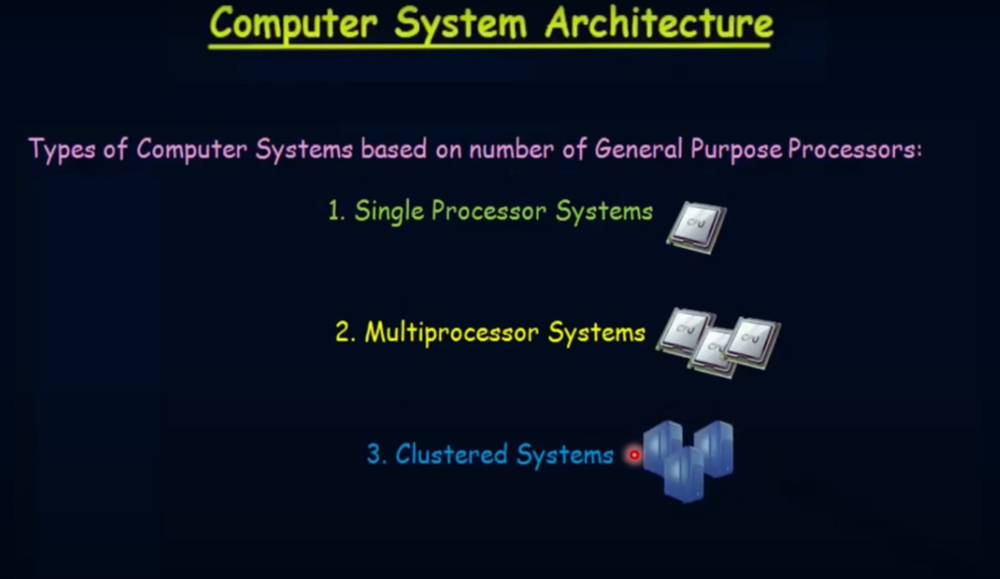 Computer System Architecture
Types of Computer Systems based on number of General Purpose Processors:
1. Single Processor Systems
CPU
2. Multiprocessor Systems
CPU
CPU
CPU
3. Clustered Systems